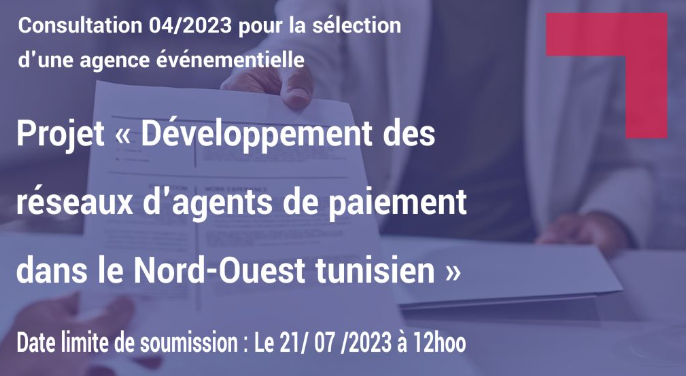 Consultation 04/2023 pour la sélection
d'une agence événementielle
Projet « Développement des
réseaux d'agents de paiement
dans le Nord-Ouest tunisien »
Date limite de soumission : Le 21/ 07 /2023 à 12hoo